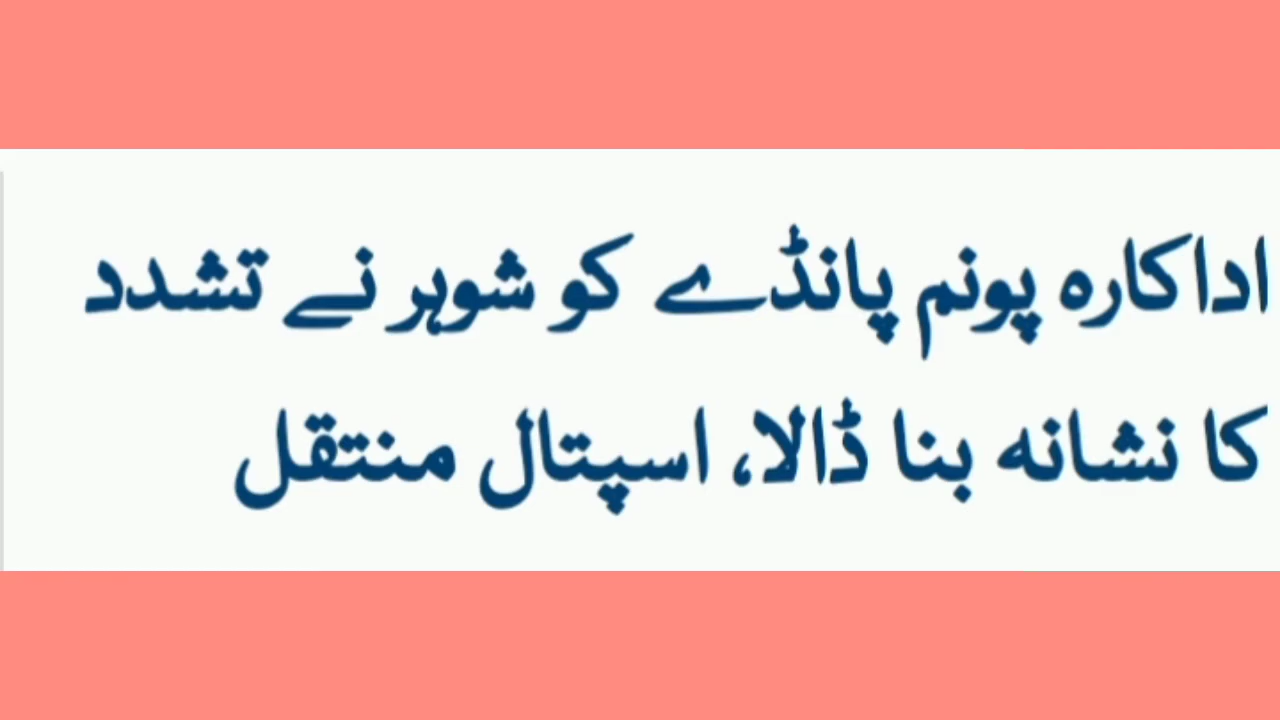 اداکارہ پونم پانڈے کو شوہر نے تشدد
کا نشانہ بنا ڈالا، اسپتال منتقل